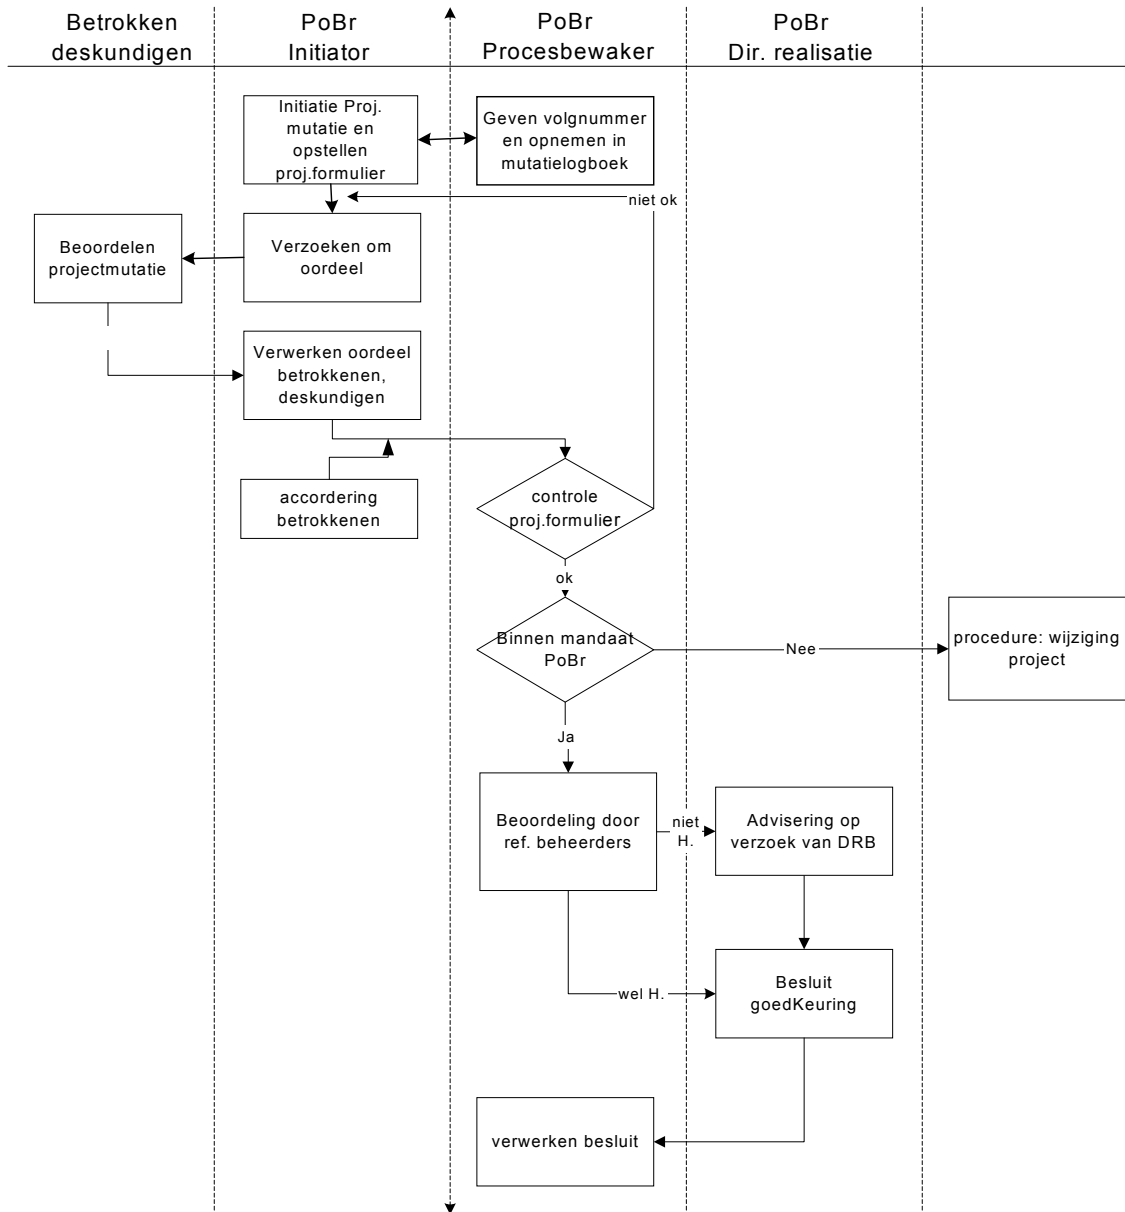 Betrokken
deskundigen
PoBr
Initiator
PoBr
Procesbewaker
PoBr
Dir. realisatie
Initiatie Proj.
mutatie en
opstellen
proj.formulier
Geven volgnummer
en opnemen in
mutatielogboek
niet ok
Beoordelen
projectmutatie
Verzoeken om
oordeel
Verwerken oordeel
betrokkenen,
deskundigen
accordering
betrokkenen
controle
proj.formulier
ok
Binnen mandaat
PoBr
Nee
procedure: wijziging
project
Ja
Beoordeling door
ref. beheerders
niet
H.
Advisering op
verzoek van DRB
wel H.
Besluit
goedKeuring
verwerken besluit